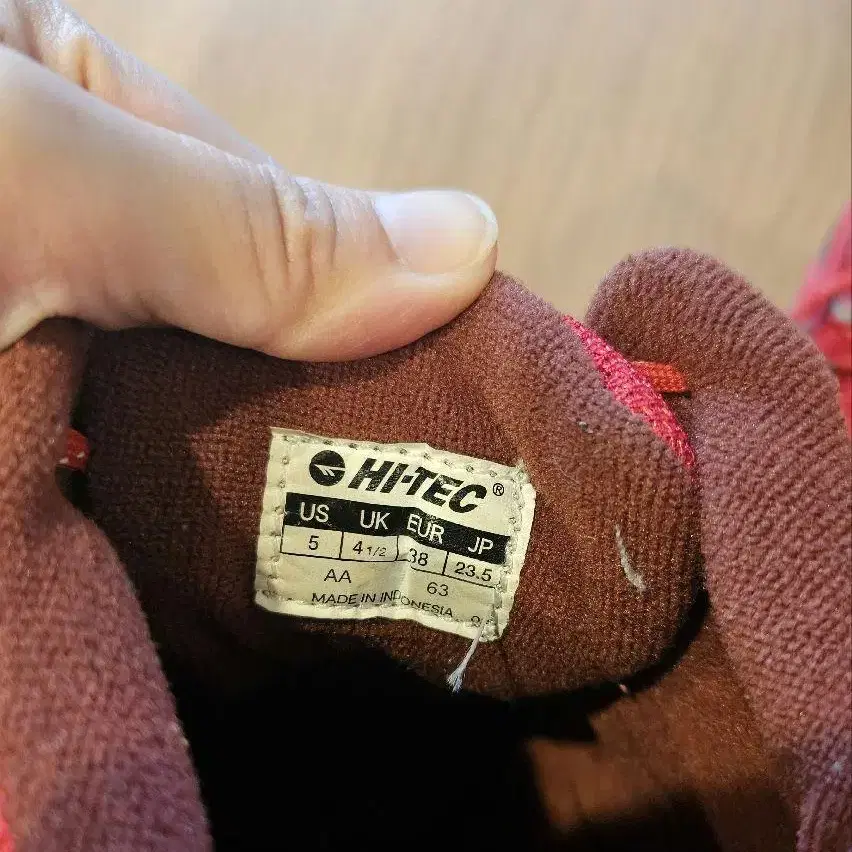 HI-TEC®
US UK EUR JP
5 4 1/2 38 23.5
AA 63
MADE IN INDONESIA